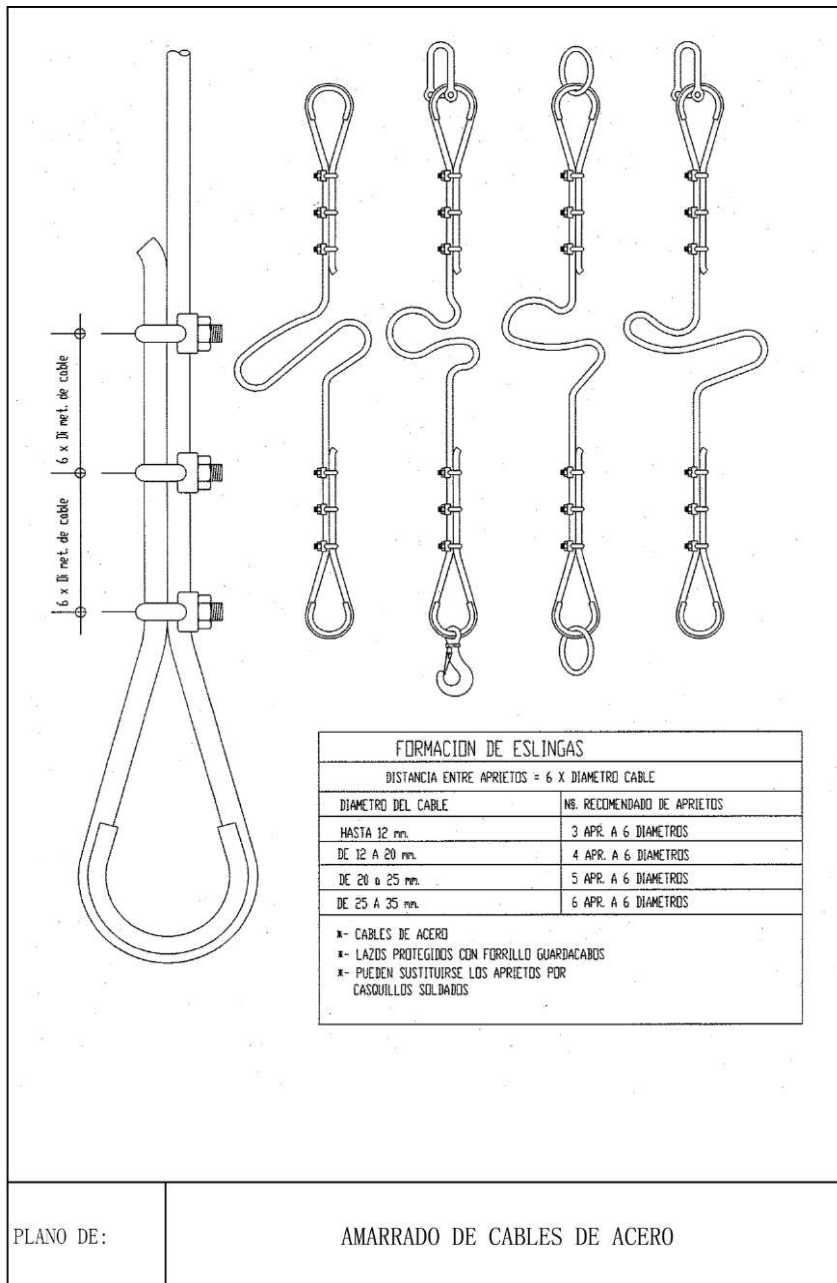 6 x Di met. de cable
6 x Di met. de cable
FORMACION DE ESLINGAS
DISTANCIA ENTRE APRIETOS = 6 X DIAMETRO CABLE
DIAMETRO DEL CABLE	Nº. RECOMENDADO DE APRIETOS
HASTA 12 mm.	3 APR. A 6 DIAMETROS
DE 12 A 20 mm.	4 APR. A 6 DIAMETROS
DE 20 a 25 mm.	5 APR. A 6 DIAMETROS
DE 25 A 35 mm.	6 APR. A 6 DIAMETROS
*- CABLES DE ACERO
*- LAZOS PROTEGIDOS CON FORRILLO GUARDACABOS
*- PUEDEN SUSTITUIRSE LOS APRIETOS POR
CASQUILLOS SOLDADOS
PLANO DE:	AMARRADO DE CABLES DE ACERO